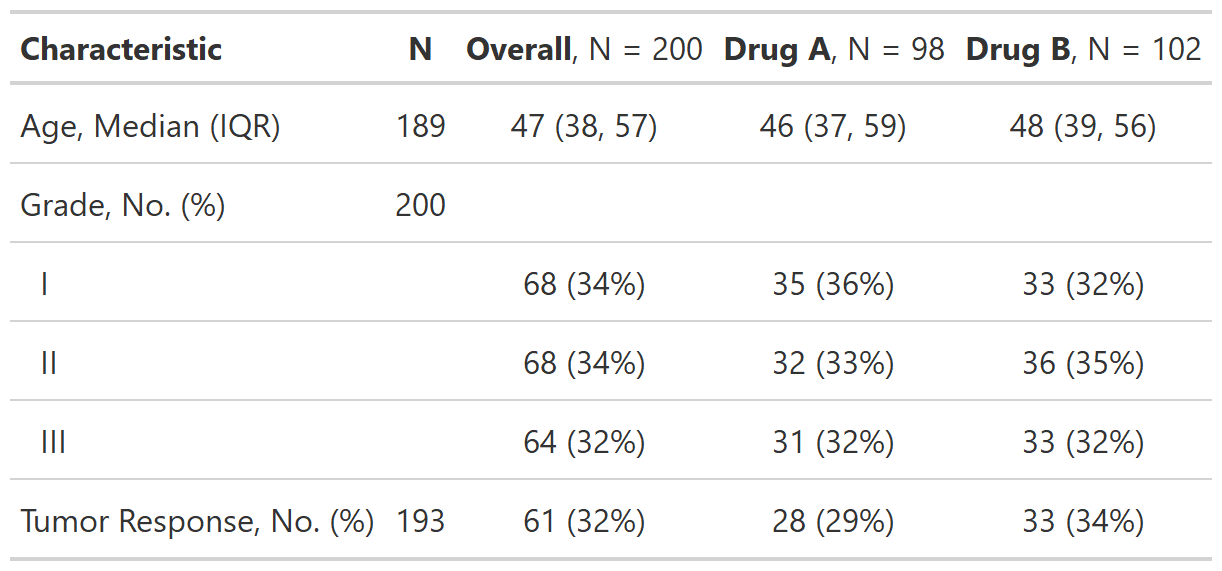 Characteristic N Overall, N = 200 Drug A, N = 98 Drug B, N = 102
Age, Median (IQR) 189 47 (38, 57) 46 (37, 59) 48 (39, 56)
Grade, No. (%) 200
I 68 (34%) 35 (36%) 33 (32%)
II 68 (34%) 32 (33%) 36 (35%)
III 64 (32%) 31 (32%) 33 (32%)
Tumor Response, No. (%) 193 61 (32%) 28 (29%) 33 (34%)